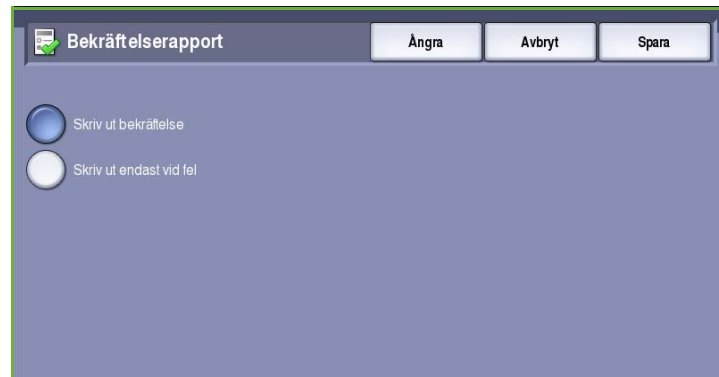 Bekräftelserapport
Ångra
Avbryt
Spara
Skriv ut bekräftelse
Skriv ut endast vid fel